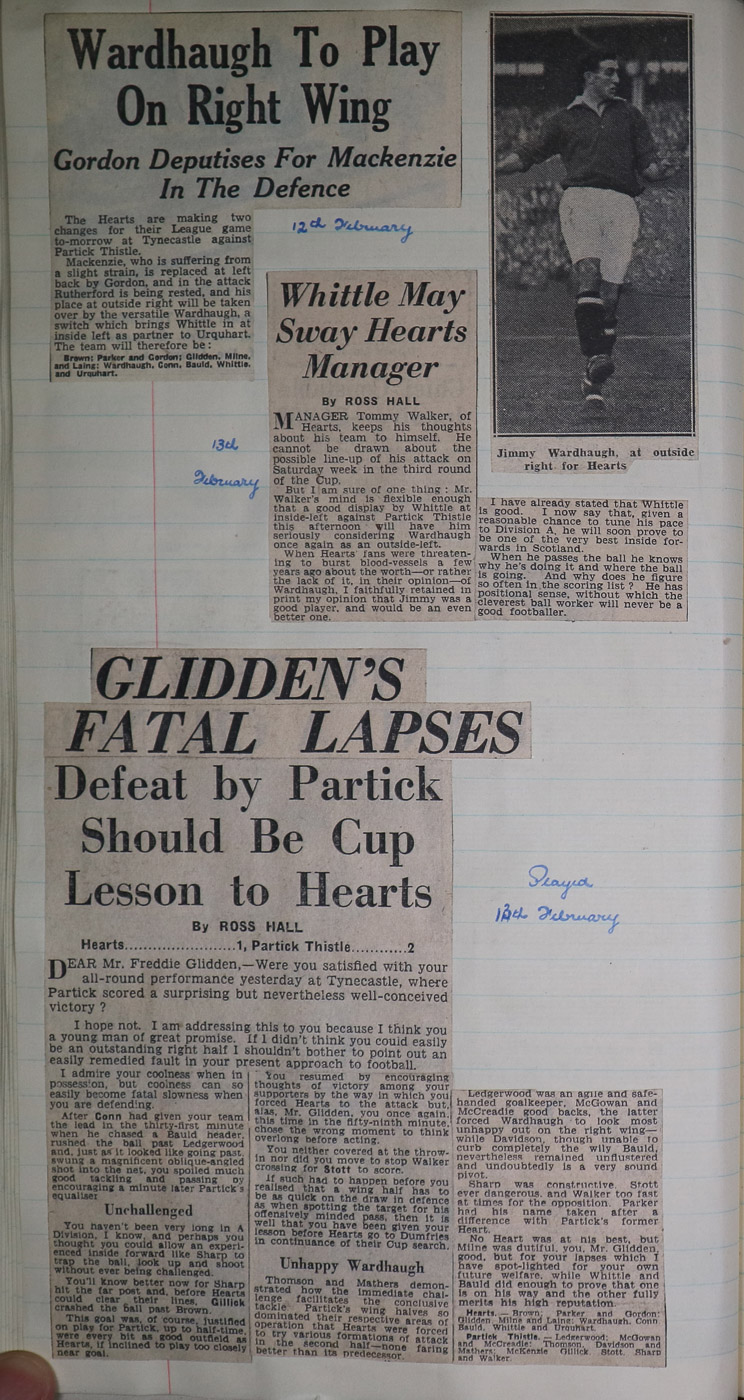 Wardhaugh To Play
On Right Wing
Gordon Deputises For Mackenzie
In The Defence
The Hearts are making two
changes for their League game
to-morrow at Tynecastle against
Partick Thistle.
Mackenzie, who is suffering from
a slight strain, is replaced at left
back by Gordon, and in the attack
Rutherford is being rested, and his
place at outside right will be taken
over by the versatile Wardhaugh, a
switch which brings Whittle in at
inside left as partner to Urquhart.
The team will therefore be:
Brown; Parker and Gordon; Glidden, Milne,
and Laing; Wardhaugh, Conn, Bauld, Whittle,
and Urquhart.
12th February
Jimmy Wardhaugh, at outside
right for Hearts
13th
February
Whittle May
Sway Hearts
Manager
By ROSS HALL
MANAGER Tommy Walker, of
Hearts, keeps his thoughts
about his team to himself. He
cannot be drawn about the
possible line-up of his attack on
Saturday week in the third round
of the Cup.
But I am sure of one thing: Mr.
Walker's mind is flexible enough
that a good display by Whittle at
inside-left against Partick Thistle
this afternoon will have him
seriously considering Wardhaugh
once again as an outside-left.
When Hearts' fans were threaten-
ing to burst blood-vessels a few
years ago about the worth—or rather
the lack of it, in their opinion—of
Wardhaugh, I faithfully retained in
print my opinion that Jimmy was a
good player, and would be an even
better one.
I have already stated that Whittle
is good. I now say that, given a
reasonable chance to tune his pace
to Division A, he will soon prove to
be one of the very best inside for-
wards in Scotland.
When he passes the ball he knows
why he's doing it and where the ball
is going. And why does he figure
so often in the scoring list? He has
positional sense, without which the
cleverest ball worker will never be a
good footballer.
GLIDDEN'S
FATAL LAPSES
Defeat by Partick
Should Be Cup
Lesson to Hearts
By ROSS HALL
Hearts.......................1, Partick Thistle............2
Played
13th February
DEAR Mr. Freddie Glidden,—Were you satisfied with your
all-round performance yesterday at Tynecastle, where
Partick scored a surprising but nevertheless well-conceived
victory?
I hope not. I am addressing this to you because I think you
a young man of great promise. If I didn't think you could easily
be an outstanding right half I shouldn't bother to point out an
easily remedied fault in your present approach to football.
I admire your coolness when in
possession, but coolness can so
easily become fatal slowness when
you are defending.
After Conn had given your team
the lead in the thirty-first minute
when he chased a Bauld header,
rushed the ball past Ledgerwood
and, just as it looked like going past,
swung a magnificent oblique-angled
shot into the net, you spoiled much
good tackling and passing by
encouraging a minute later Partick's
equaliser
Unchallenged
You haven't been very long in A
Division, I know, and perhaps you
thought you could allow an experi-
enced inside forward like Sharp to
trap the ball, look up and shoot
without ever being challenged.
You'll know better now for Sharp
hit the far post and, before Hearts
could clear their lines, Gillick
crashed the ball past Brown.
This goal was, of course, justified
on play for Partick, up to half-time,
were every bit as good outfield as
Hearts, if inclined to play too closely
near goal.
You resumed by encouraging
thoughts of victory among your
supporters by the way in which you
forced Hearts to the attack but,
alas, Mr. Glidden, you once again,
this time in the fifty-ninth minute,
chose the wrong moment to think
overlong before acting.
You neither covered at the throw-
in nor did you move to stop Walker
crossing for Stott to score.
If such had to happen before you
realised that a wing half has to
be as quick on the draw in defence
as when spotting the target for his
offensively minded pass, then it is
well that you have been given your
lesson before Hearts go to Dumfries
in continuance of their Cup search.
Unhappy Wardhaugh
Thomson and Mathers demon-
strated how the immediate chal-
lenge facilitates the conclusive
tackle Partick's wing halves so
dominated their respective areas of
operation that Hearts were forced
to try various formations of attack
in the second half—none faring
better than its predecessor.
Ledgerwood was an agile and safe-
handed goalkeeper, McGowan and
McCreadie good backs, the latter
forced Wardhaugh to look most
unhappy out on the right wing—
while Davidson, though unable to
curb completely the wily Bauld,
nevertheless remained unflustered
and undoubtedly is a very sound
pivot.
Sharp was constructive, Stott
ever dangerous, and Walker too fast
at times for the opposition. Parker
had his name taken after a
difference with Partick's former
Heart.
No Heart was at his best, but
Milne was dutiful, you, Mr. Glidden,
good, but for your lapses which I
have spot-lighted for your own
future welfare, while Whittle and
Bauld did enough to prove that one
is on his way and the other fully
merits his high reputation.
Hearts.—Brown; Parker and Gordon;
Glidden, Milne and Laing; Wardhaugh, Conn
Bauld, Whittle and Urquhart.
Partick Thistle.—Ledgerwood; McGowan
and McCreadie; Thomson, Davidson and
Mathers; McKenzie Gillick, Stott, Sharp
and Walker.